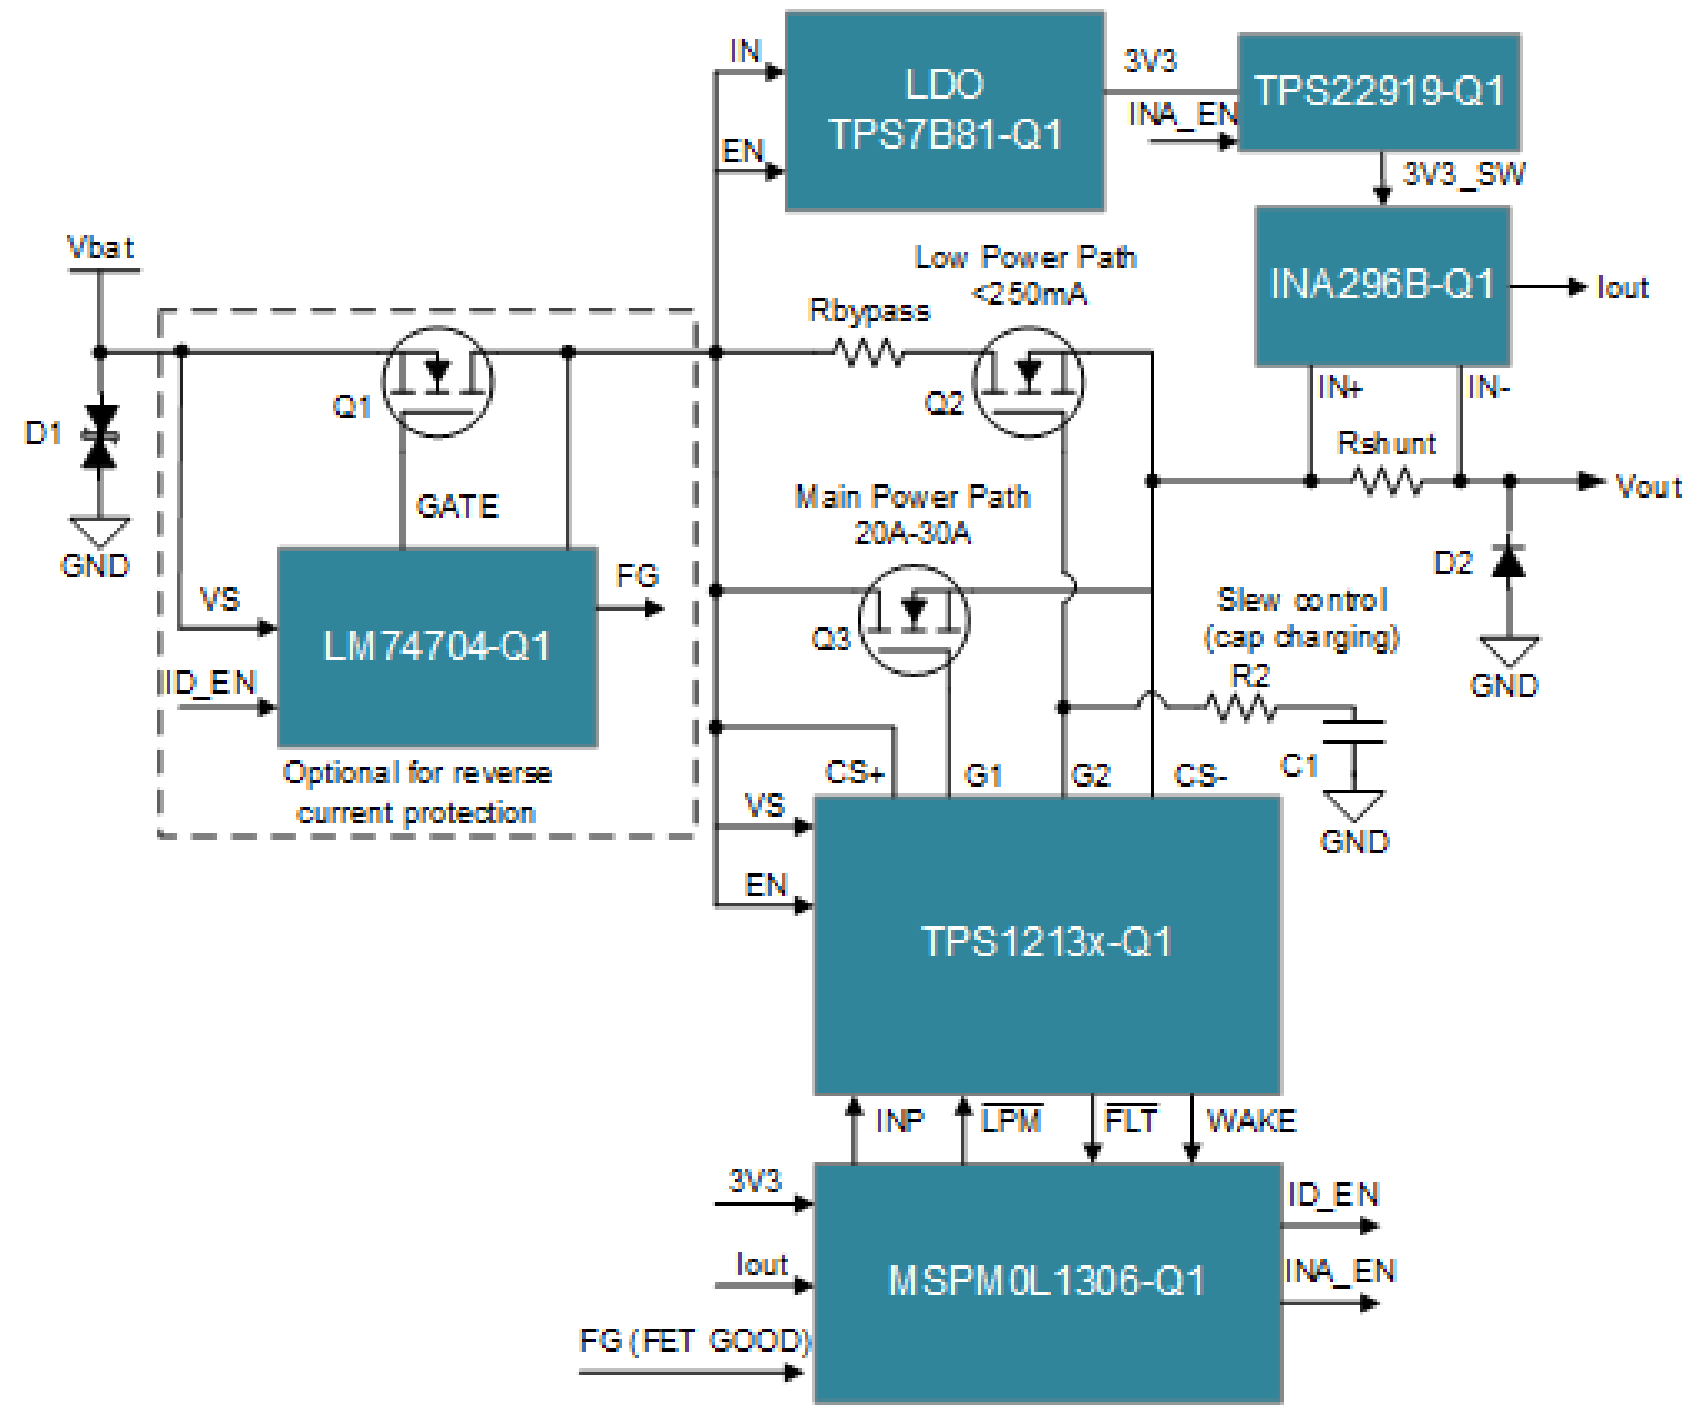 IN
LDO
TPS7B81-Q1
EN
3V3
INA_EN
TPS22919-Q1
3V3_SW
INA296B-Q1
Iout
IN+
IN-
Vbat
D1
GND
Q1
GATE
VS
FG
ID_EN
LM74704-Q1
Optional for reverse
current protection
Low Power Path
<250mA
Rbypass
Q2
Main Power Path
20A-30A
Q3
Rshunt
Vout
D2
GND
Slew control
(cap charging)
R2
C1
GND
CS+
G1
G2
CS-
VS
EN
TPS1213x-Q1
INP
LPM
FLT
WAKE
3V3
Iout
FG (FET GOOD)
MSPM0L1306-Q1
ID_EN
INA_EN